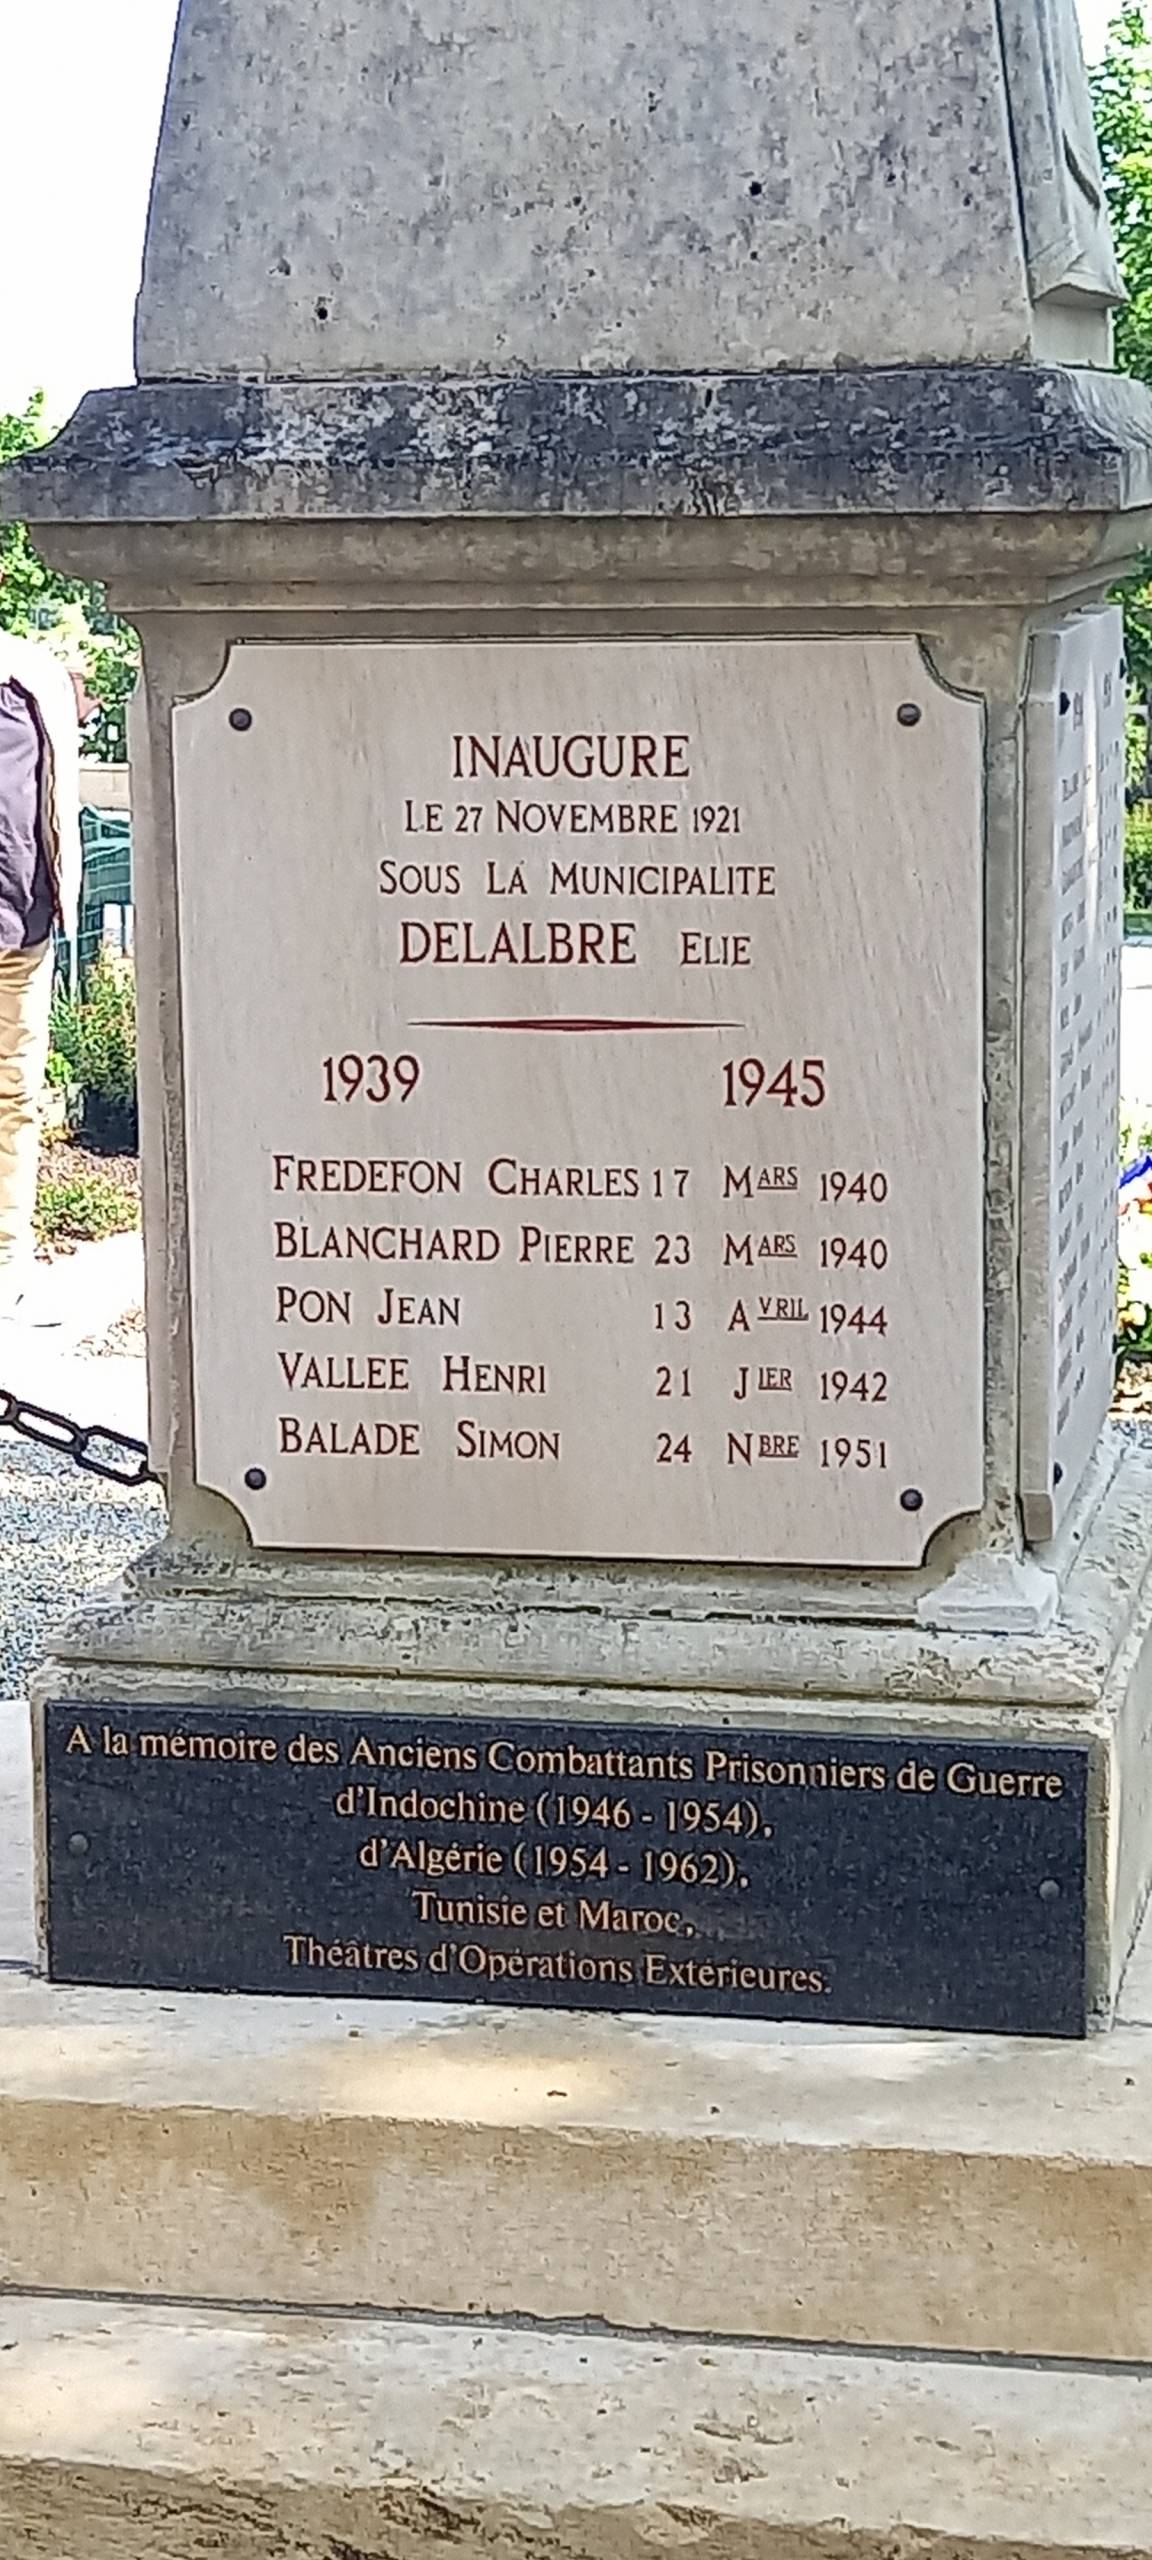 INAUGURE
LE 27 NOVEMBRE 1921
SOUS LA MUNICIPALITE
DELALBRE ELIE
1939 1945
FREDEFON CHARLES 17 MARS 1940
BLANCHARD PIERRE 23 MARS 1940
PON JEAN 13 AVRIL 1944
VALLEE HENRI 21 JIER 1942
BALADE SIMON 24 NBRE 1951
A la mémoire des Anciens Combattants Prisonniers de Guerre
d'Indochine (1946 - 1954),
d'Algérie (1954 - 1962),
Tunisie et Maroc,
Théâtres d'Opérations Extérieures.